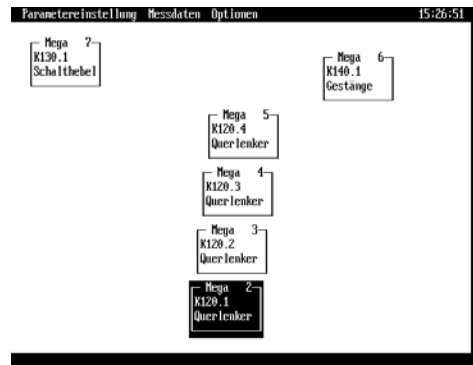 Parametereinstellung Messdaten Optionen 15:26:51
Mega 7
K130.1
Schalthebel
Mega 6
K140.1
Gestänge
Mega 5
K120.4
Querlenker
Mega 4
K120.3
Querlenker
Mega 3
K120.2
Querlenker
Mega 2
K120.1
Querlenker